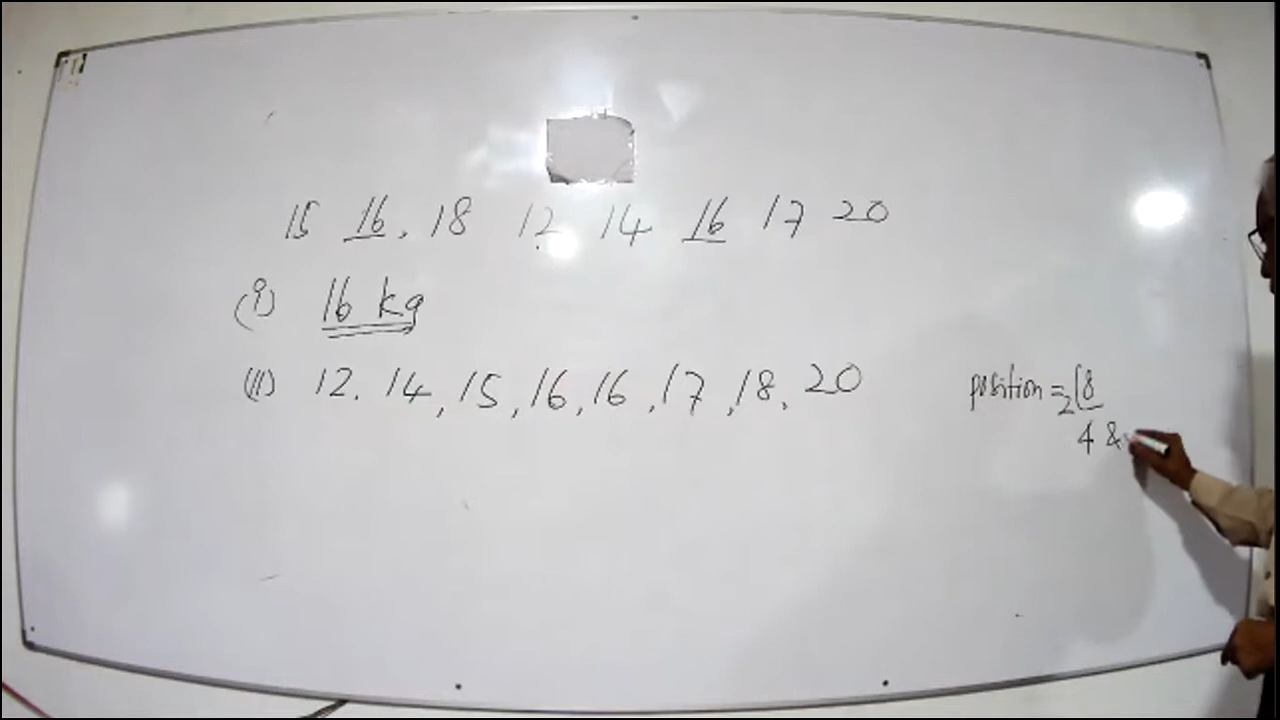 15 16, 18 12 14 16 17 20
(i) 16 kg
(ii) 12, 14, 15, 16, 16, 17, 18, 20
position = 2(8
4 &